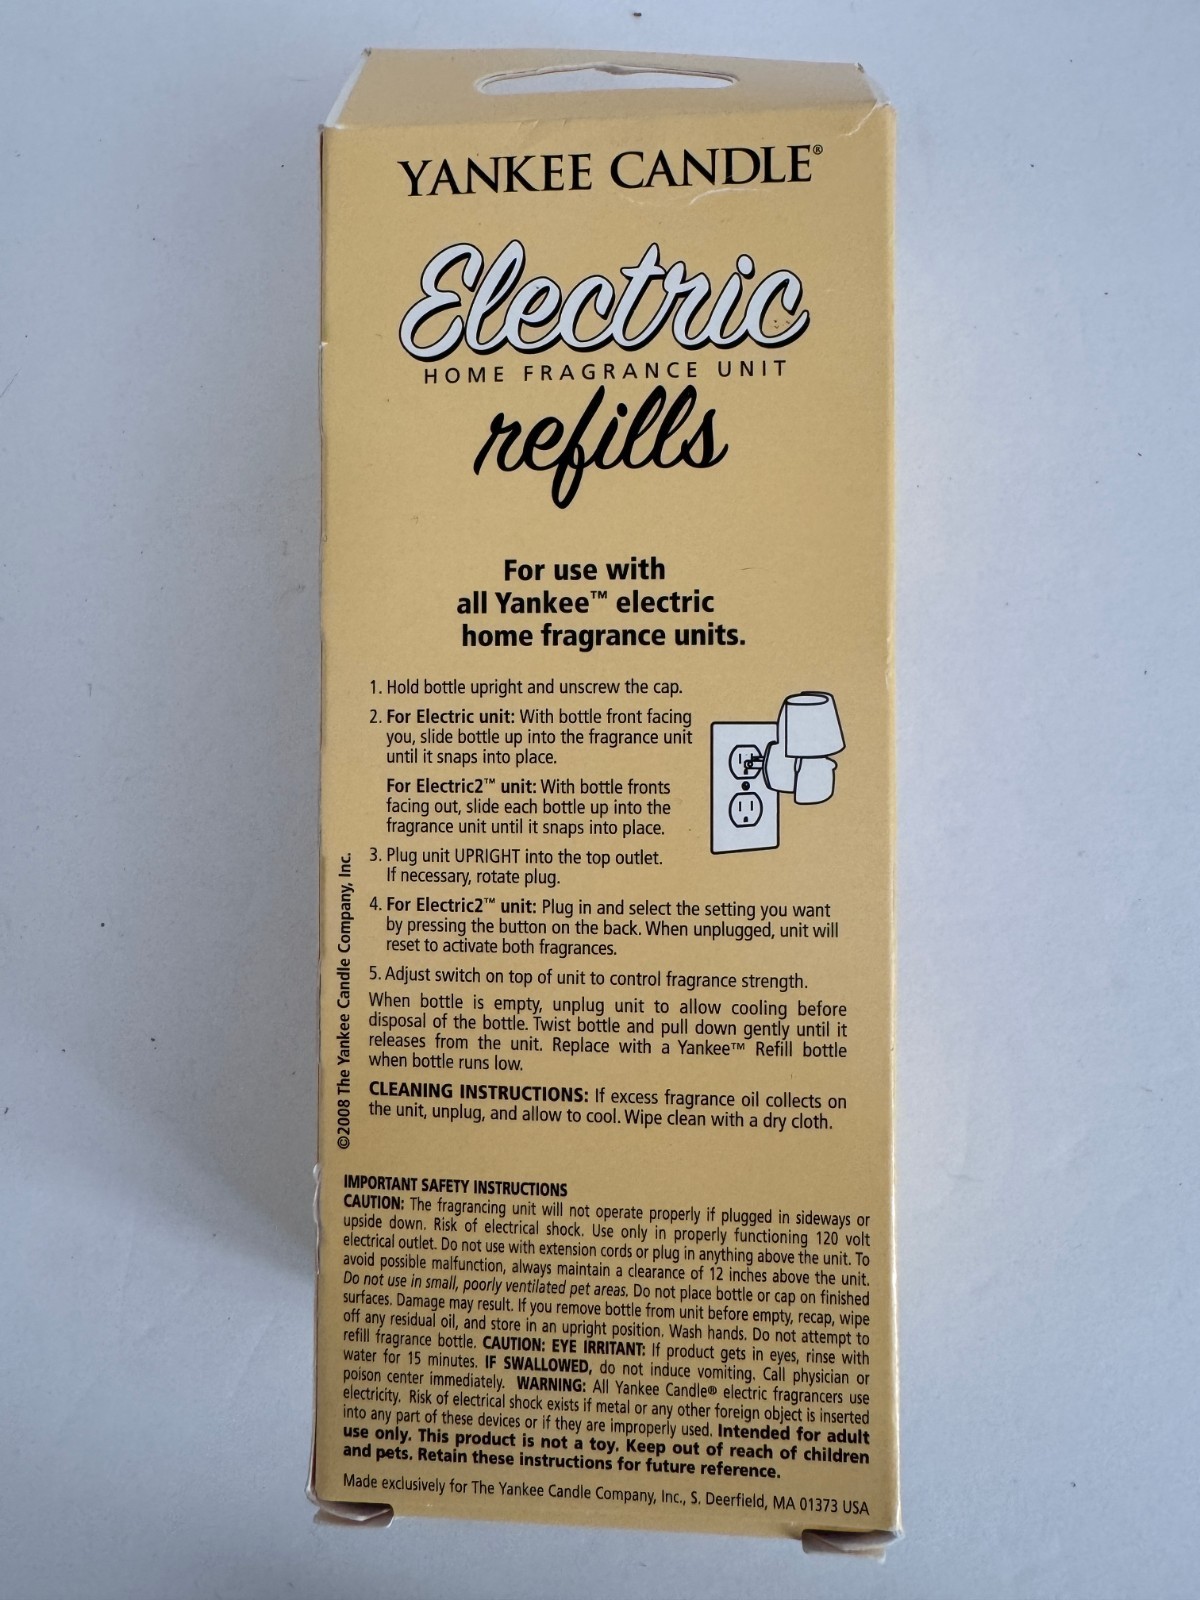 YANKEE CANDLE®
Electric
HOME FRAGRANCE UNIT
refills
For use with
all Yankee™ electric
home fragrance units.
1. Hold bottle upright and unscrew the cap.
2. For Electric unit: With bottle front facing
you, slide bottle up into the fragrance unit
until it snaps into place.
For Electric2™ unit: With bottle fronts
facing out, slide each bottle up into the
fragrance unit until it snaps into place.
3. Plug unit UPRIGHT into the top outlet.
If necessary, rotate plug.
4. For Electric2™ unit: Plug in and select the setting you want
by pressing the button on the back. When unplugged, unit will
reset to activate both fragrances.
5. Adjust switch on top of unit to control fragrance strength.
When bottle is empty, unplug unit to allow cooling before
disposal of the bottle. Twist bottle and pull down gently until it
releases from the unit. Replace with a Yankee™ Refill bottle
when bottle runs low.
CLEANING INSTRUCTIONS: If excess fragrance oil collects on
the unit, unplug, and allow to cool. Wipe clean with a dry cloth.
©2008 The Yankee Candle Company, Inc.
IMPORTANT SAFETY INSTRUCTIONS
CAUTION: The fragrancing unit will not operate properly if plugged in sideways or
upside down. Risk of electrical shock. Use only in properly functioning 120 volt
electrical outlet. Do not use with extension cords or plug in anything above the unit. To
avoid possible malfunction, always maintain a clearance of 12 inches above the unit.
Do not use in small, poorly ventilated pet areas. Do not place bottle or cap on finished
surfaces. Damage may result. If you remove bottle from unit before empty, recap, wipe
off any residual oil, and store in an upright position. Wash hands. Do not attempt to
refill fragrance bottle. CAUTION: EYE IRRITANT: If product gets in eyes, rinse with
water for 15 minutes. IF SWALLOWED, do not induce vomiting. Call physician or
poison center immediately. WARNING: All Yankee Candle® electric fragrancers use
electricity. Risk of electrical shock exists if metal or any other foreign object is inserted
into any part of these devices or if they are improperly used. Intended for adult
use only. This product is not a toy. Keep out of reach of children
and pets. Retain these instructions for future reference.
Made exclusively for The Yankee Candle Company, Inc., S. Deerfield, MA 01373 USA